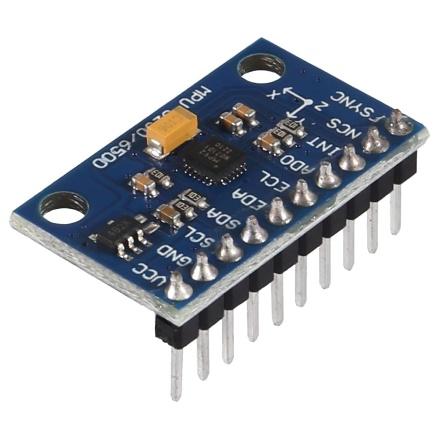 MPU-9250/6500
X
Z
Y
VCC
GND
SCL
SDA
EDA
ECL
AD0
INT
NCS
FSYNC